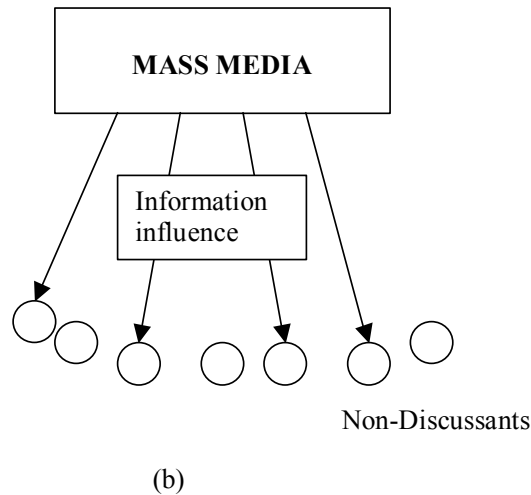 MASS MEDIA
Information
influence
Non-Discussants
(b)